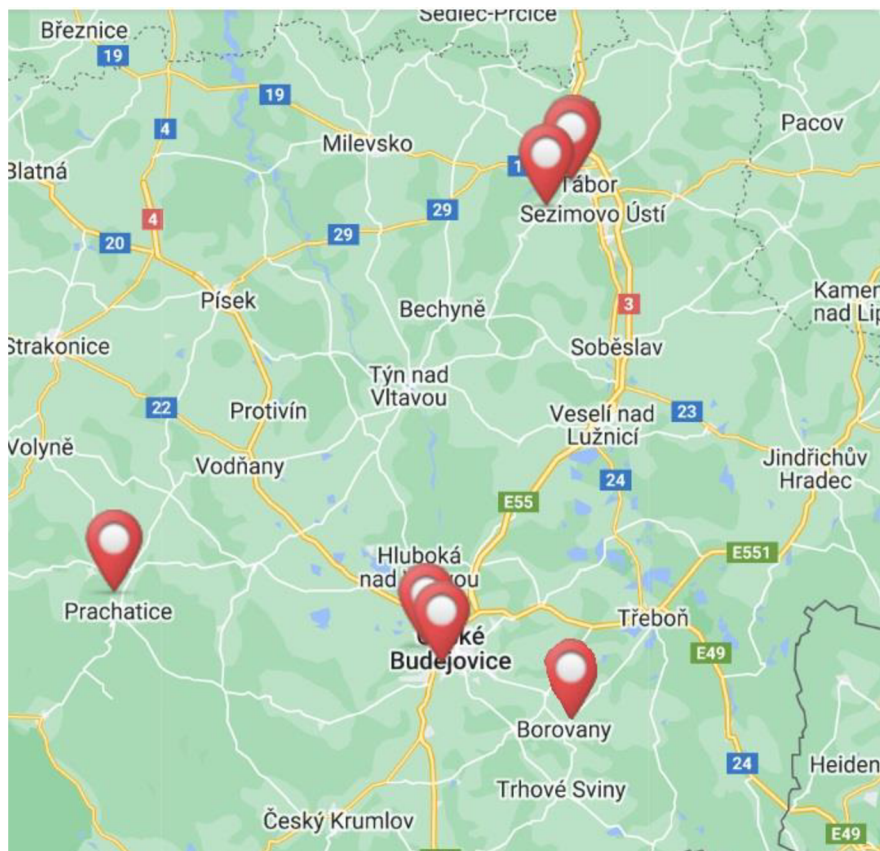 Sedlec-Prčice
Březnice
19
19
4
Pacov
Milevsko
Blatná
Tábor
Sezimovo Ústí
29
4
29
20
Písek
Bechyně
3
Kamen
nad Lip
Strakonice
Soběslav
Týn nad
Vltavou
22
Protivín
23
Veselí nad
Lužnicí
Volyně
Vodňany
Jindřichův
Hradec
24
E55
Hluboká
nad
E551
Prachatice
Třeboň
Budějovice
E49
Borovany
24
Heiden
Trhové Sviny
Český Krumlov
E49